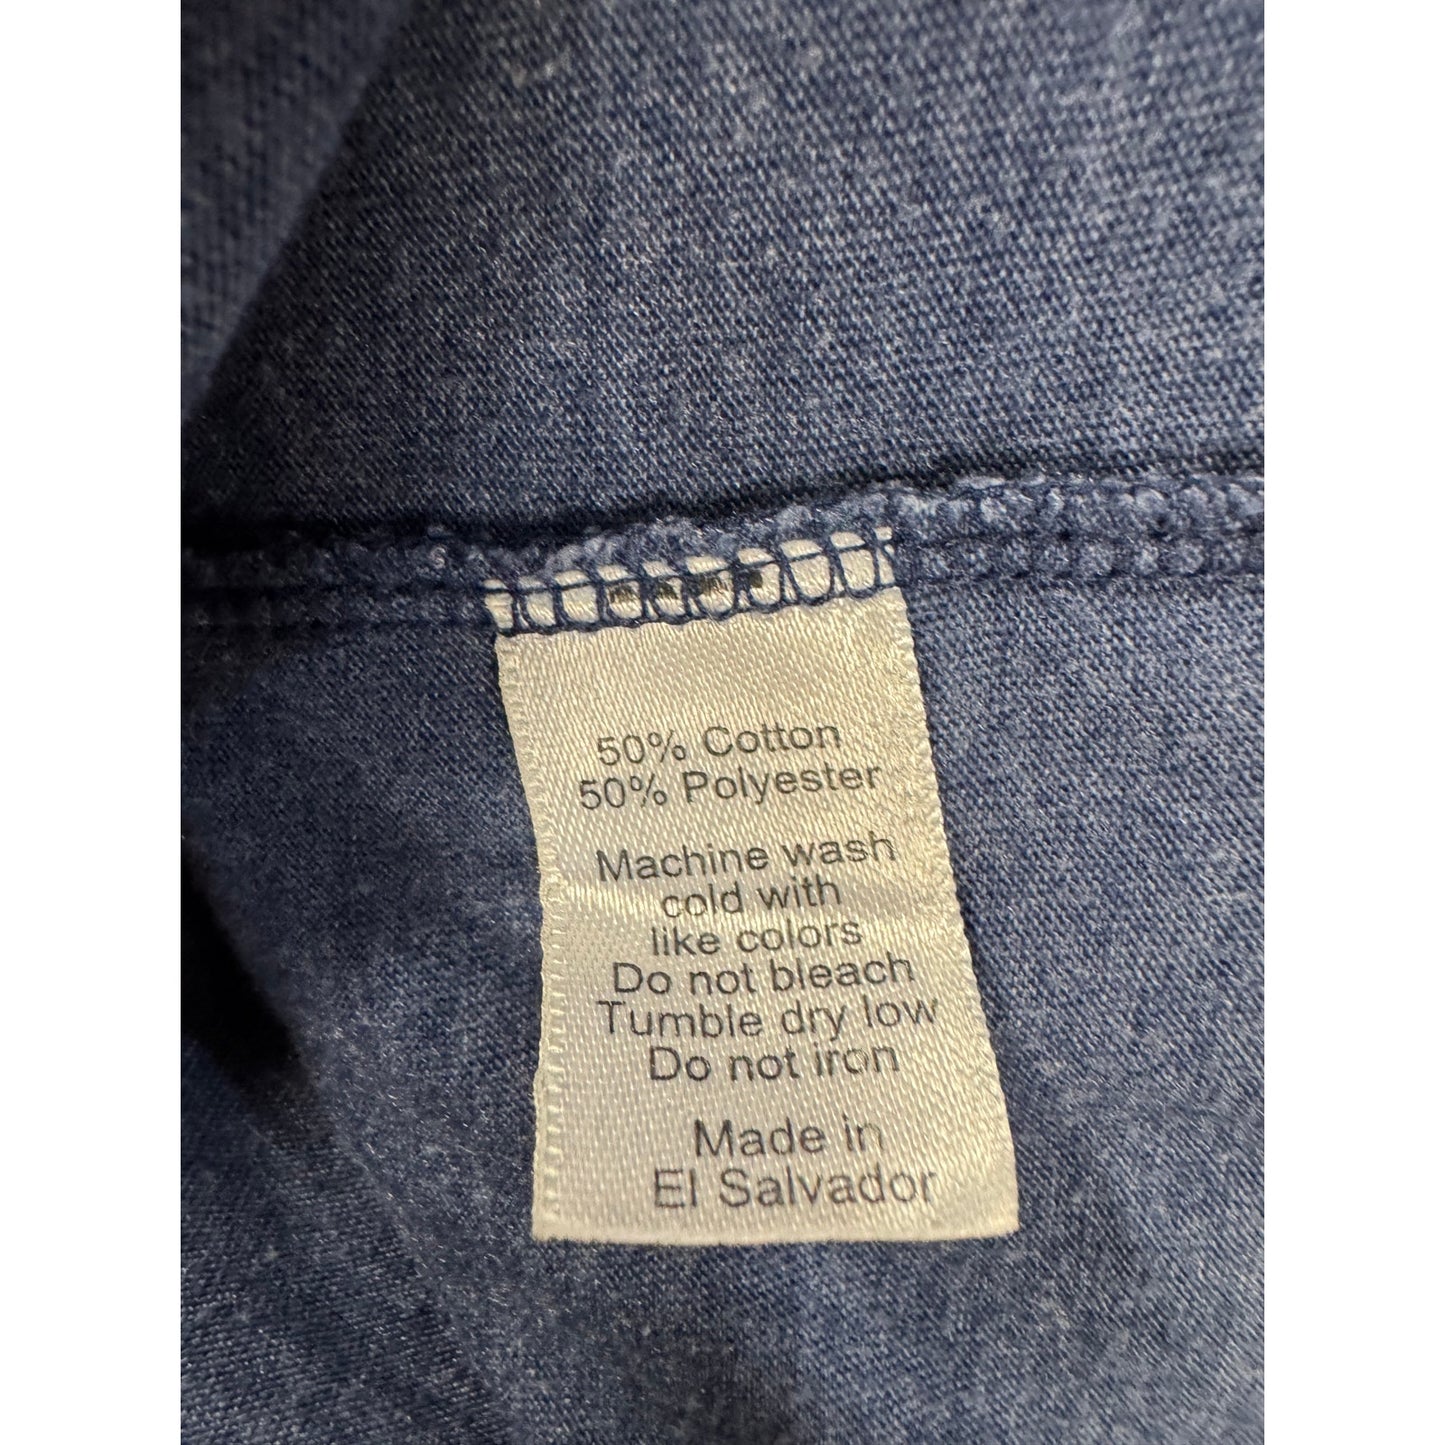 50% Cotton
50% Polyester
Machine wash
cold with
like colors
Do not bleach
Tumble dry low
Do not iron
Made in
El Salvador